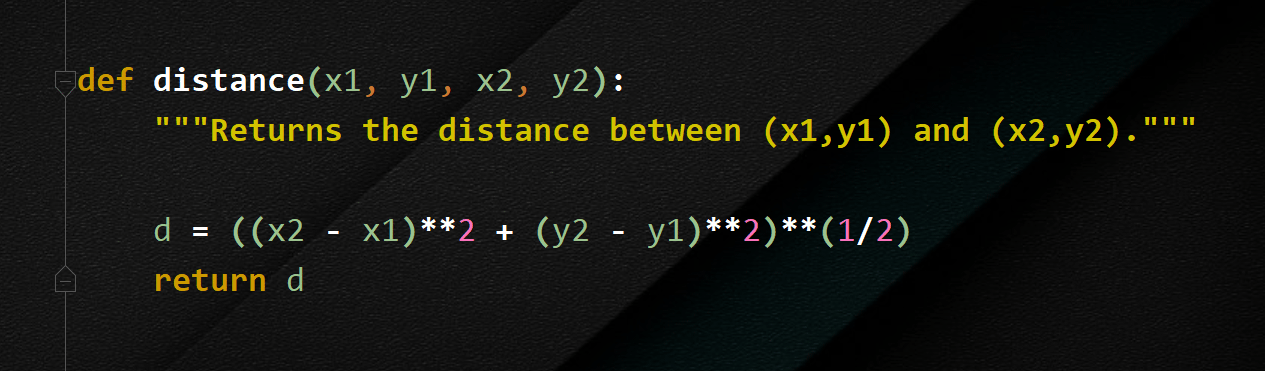 def distance(x1, y1, x2, y2):
    """Returns the distance between (x1,y1) and (x2,y2)."""
    d = ((x2 - x1)**2 + (y2 - y1)**2)**(1/2)
    return d